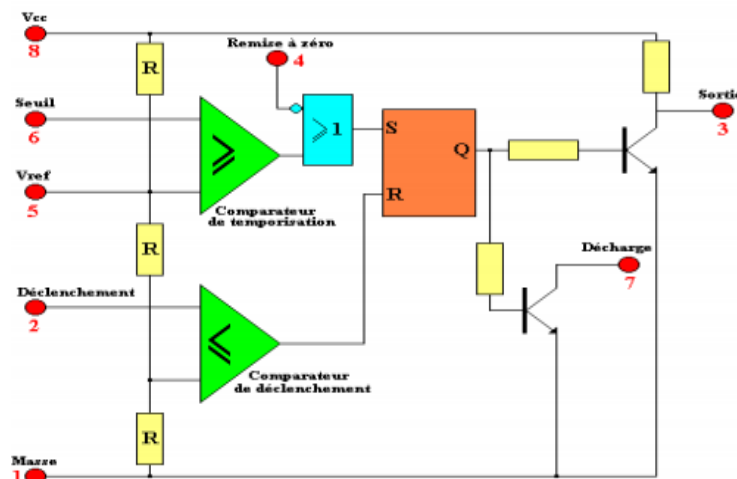 Vcc
8
R
Remise à zéro
4
Seuil
6
≥
≥1
S
Q
R
Sortie
3
Vref
5
Comparateur
de temporisation
R
Décharge
7
Déclenchement
2
≤
Comparateur
de déclenchement
R
Masse
1